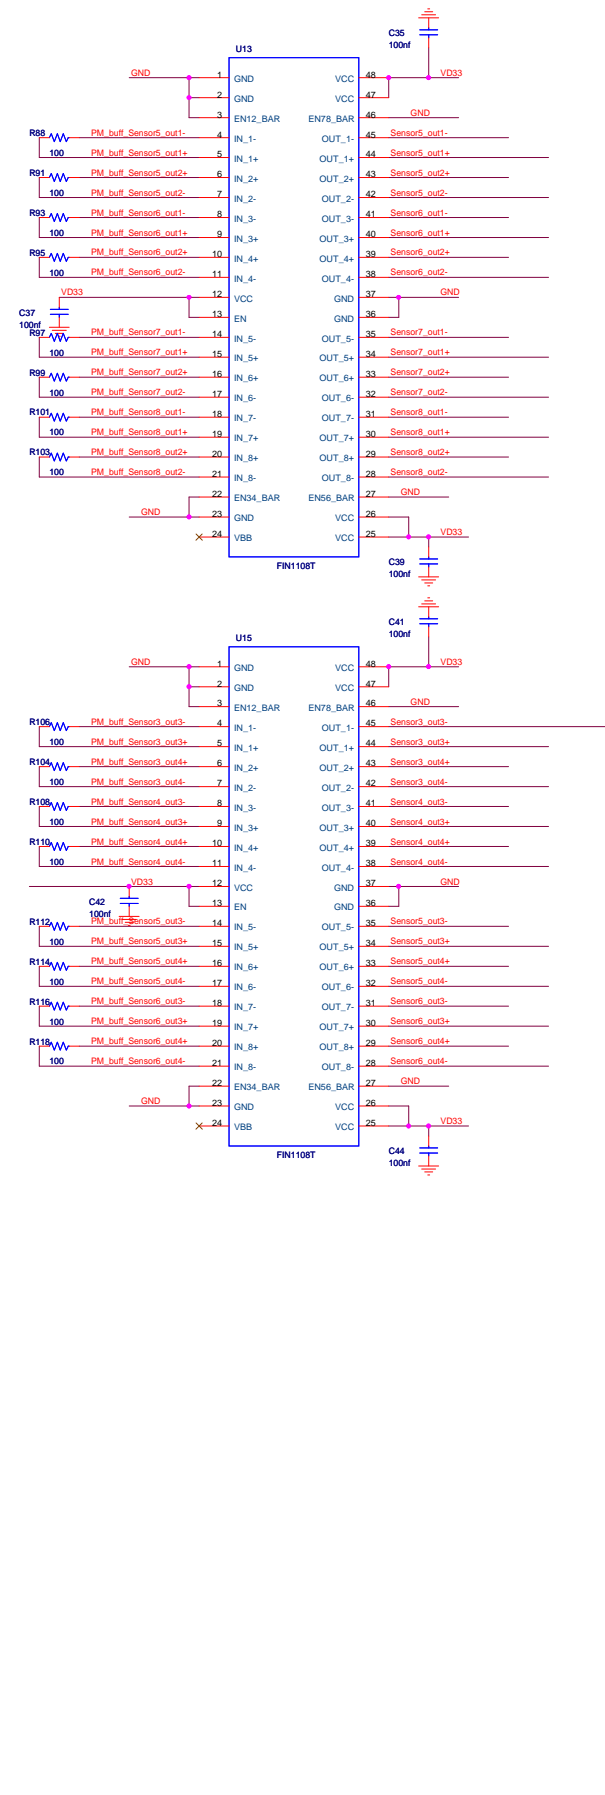 C35
100nf
U13
GND 1 GND VCC 48 VD33
2 GND VCC 47
3 EN12_BAR EN78_BAR 46 GND
R88 PM_buff_Sensor5_out1- 4 IN_1- OUT_1- 45 Sensor5_out1-
100 PM_buff_Sensor5_out1+ 5 IN_1+ OUT_1+ 44 Sensor5_out1+
R91 PM_buff_Sensor5_out2+ 6 IN_2+ OUT_2+ 43 Sensor5_out2+
100 PM_buff_Sensor5_out2- 7 IN_2- OUT_2- 42 Sensor5_out2-
R93 PM_buff_Sensor6_out1- 8 IN_3- OUT_3- 41 Sensor6_out1-
100 PM_buff_Sensor6_out1+ 9 IN_3+ OUT_3+ 40 Sensor6_out1+
R95 PM_buff_Sensor6_out2+ 10 IN_4+ OUT_4+ 39 Sensor6_out2+
100 PM_buff_Sensor6_out2- 11 IN_4- OUT_4- 38 Sensor6_out2-
VD33 12 VCC GND 37 GND
C37 13 EN GND 36
100nf
R97 PM_buff_Sensor7_out1- 14 IN_5- OUT_5- 35 Sensor7_out1-
100 PM_buff_Sensor7_out1+ 15 IN_5+ OUT_5+ 34 Sensor7_out1+
R99 PM_buff_Sensor7_out2+ 16 IN_6+ OUT_6+ 33 Sensor7_out2+
100 PM_buff_Sensor7_out2- 17 IN_6- OUT_6- 32 Sensor7_out2-
R101 PM_buff_Sensor8_out1- 18 IN_7- OUT_7- 31 Sensor8_out1-
100 PM_buff_Sensor8_out1+ 19 IN_7+ OUT_7+ 30 Sensor8_out1+
R103 PM_buff_Sensor8_out2+ 20 IN_8+ OUT_8+ 29 Sensor8_out2+
100 PM_buff_Sensor8_out2- 21 IN_8- OUT_8- 28 Sensor8_out2-
22 EN34_BAR EN56_BAR 27 GND
GND 23 GND VCC 26
24 VBB VCC 25 VD33
FIN1108T
C39
100nf
C41
100nf
U15
GND 1 GND VCC 48 VD33
2 GND VCC 47
3 EN12_BAR EN78_BAR 46 GND
R106 PM_buff_Sensor3_out3- 4 IN_1- OUT_1- 45 Sensor3_out3-
100 PM_buff_Sensor3_out3+ 5 IN_1+ OUT_1+ 44 Sensor3_out3+
R104 PM_buff_Sensor3_out4+ 6 IN_2+ OUT_2+ 43 Sensor3_out4+
100 PM_buff_Sensor3_out4- 7 IN_2- OUT_2- 42 Sensor3_out4-
R108 PM_buff_Sensor4_out3- 8 IN_3- OUT_3- 41 Sensor4_out3-
100 PM_buff_Sensor4_out3+ 9 IN_3+ OUT_3+ 40 Sensor4_out3+
R110 PM_buff_Sensor4_out4+ 10 IN_4+ OUT_4+ 39 Sensor4_out4+
100 PM_buff_Sensor4_out4- 11 IN_4- OUT_4- 38 Sensor4_out4-
VD33 12 VCC GND 37 GND
C42 13 EN GND 36
100nf
R112 PM_buff_Sensor5_out3- 14 IN_5- OUT_5- 35 Sensor5_out3-
100 PM_buff_Sensor5_out3+ 15 IN_5+ OUT_5+ 34 Sensor5_out3+
R114 PM_buff_Sensor5_out4+ 16 IN_6+ OUT_6+ 33 Sensor5_out4+
100 PM_buff_Sensor5_out4- 17 IN_6- OUT_6- 32 Sensor5_out4-
R116 PM_buff_Sensor6_out3- 18 IN_7- OUT_7- 31 Sensor6_out3-
100 PM_buff_Sensor6_out3+ 19 IN_7+ OUT_7+ 30 Sensor6_out3+
R118 PM_buff_Sensor6_out4+ 20 IN_8+ OUT_8+ 29 Sensor6_out4+
100 PM_buff_Sensor6_out4- 21 IN_8- OUT_8- 28 Sensor6_out4-
22 EN34_BAR EN56_BAR 27 GND
GND 23 GND VCC 26
24 VBB VCC 25 VD33
FIN1108T
C44
100nf